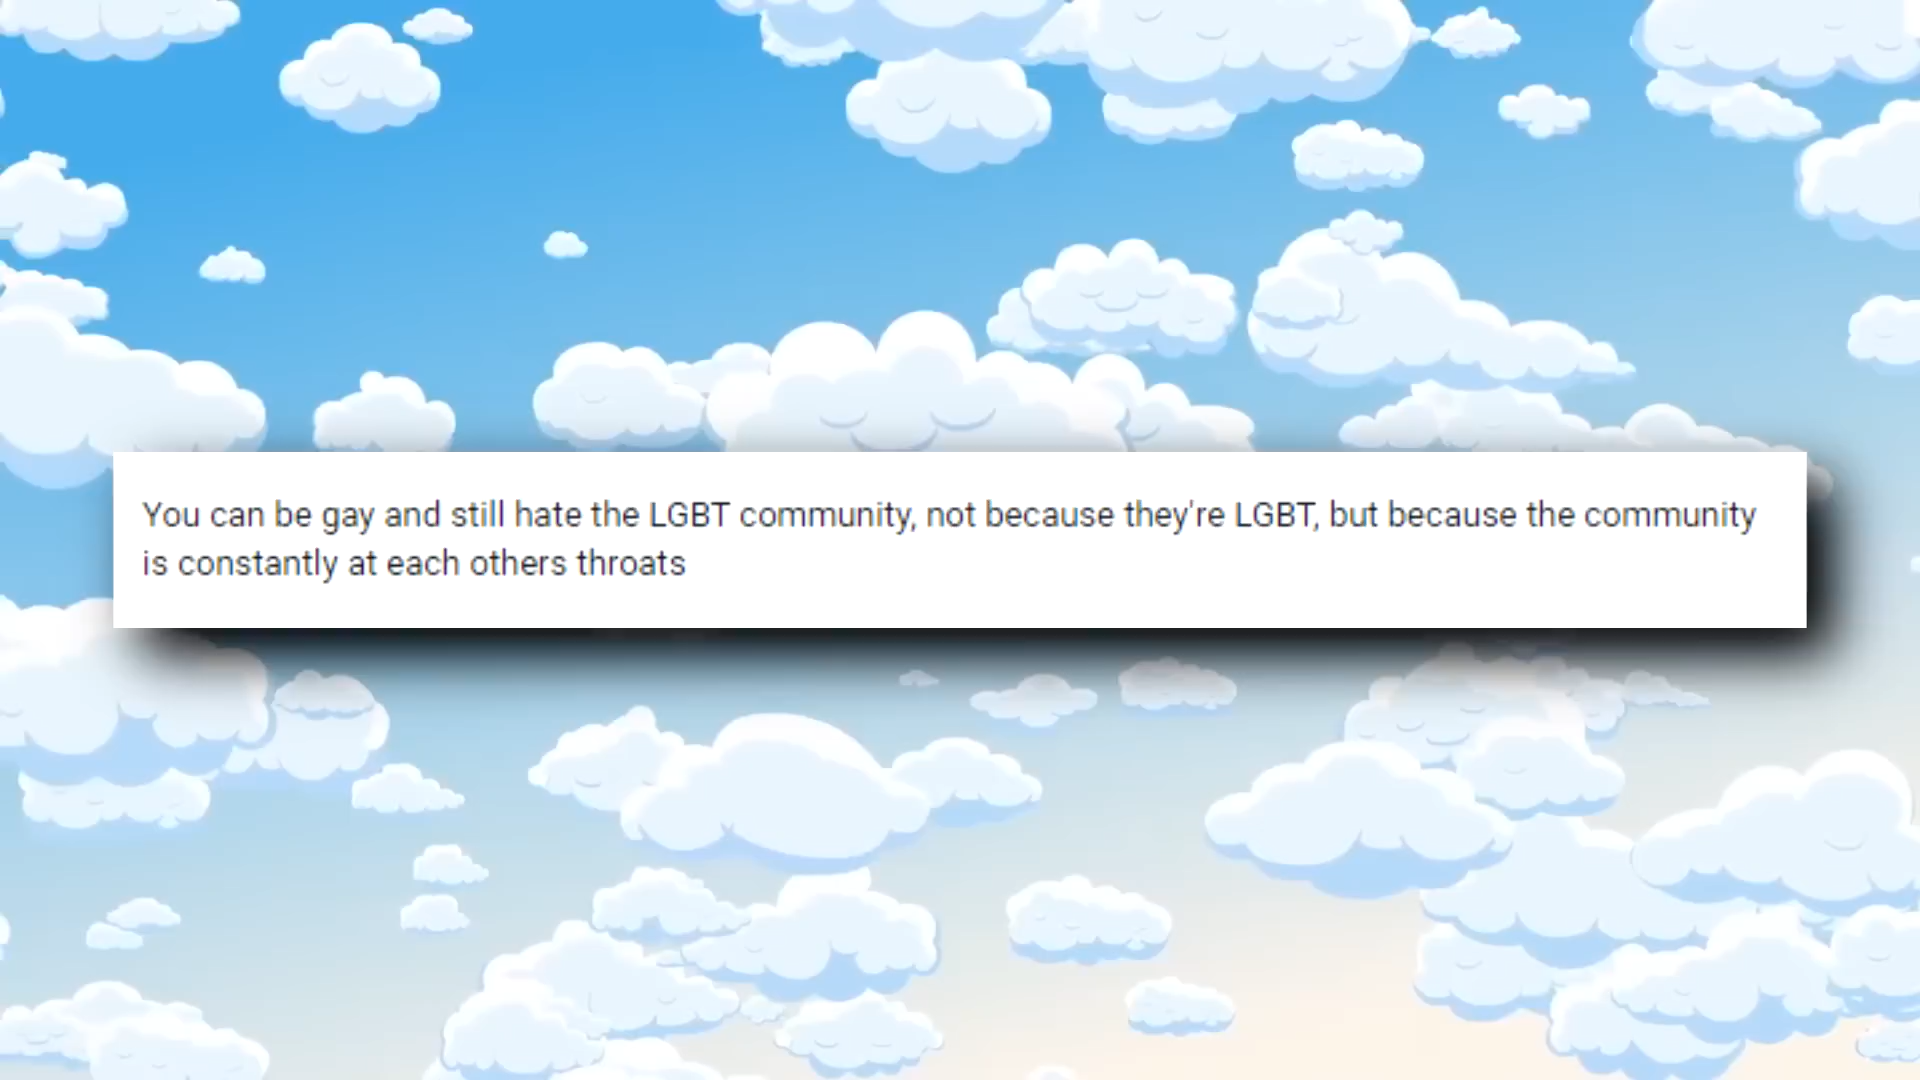 You can be gay and still hate the LGBT community, not because they're LGBT, but because the community
is constantly at each others throats